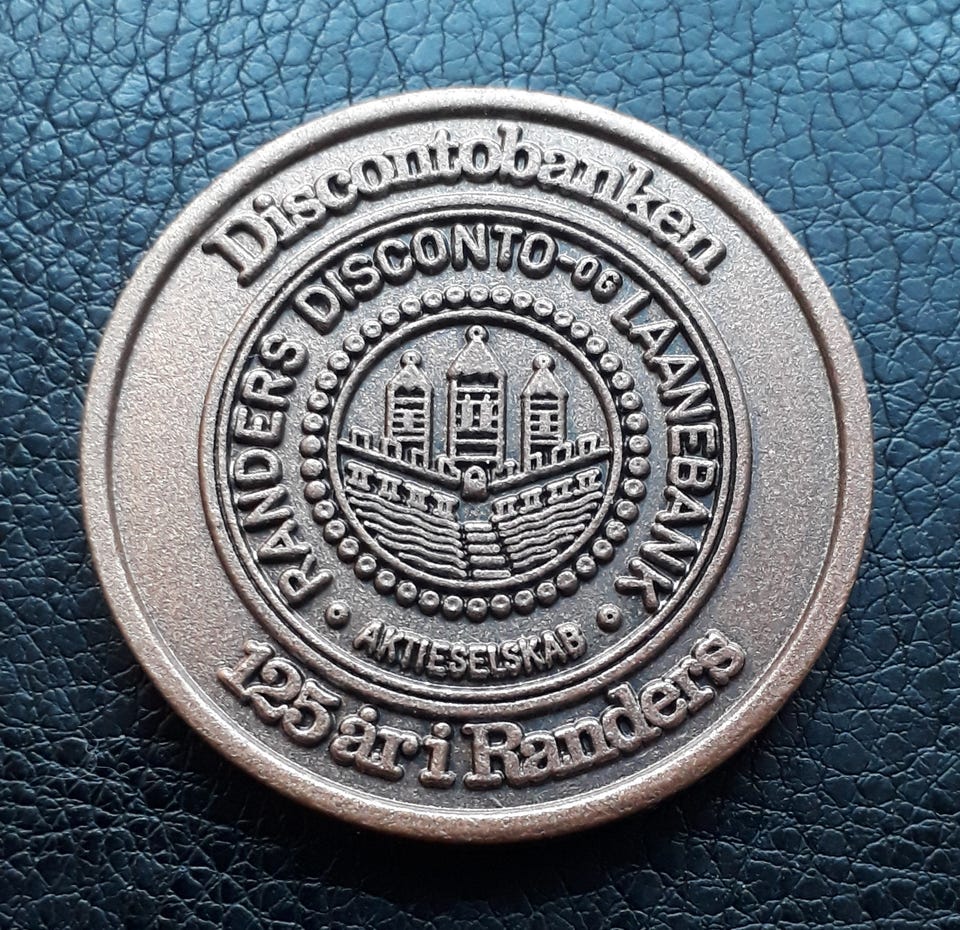 Discontobanken
RANDERS DISCONTO-OG LAANEBANK
AKTIESELSKAB
125 år i Randers